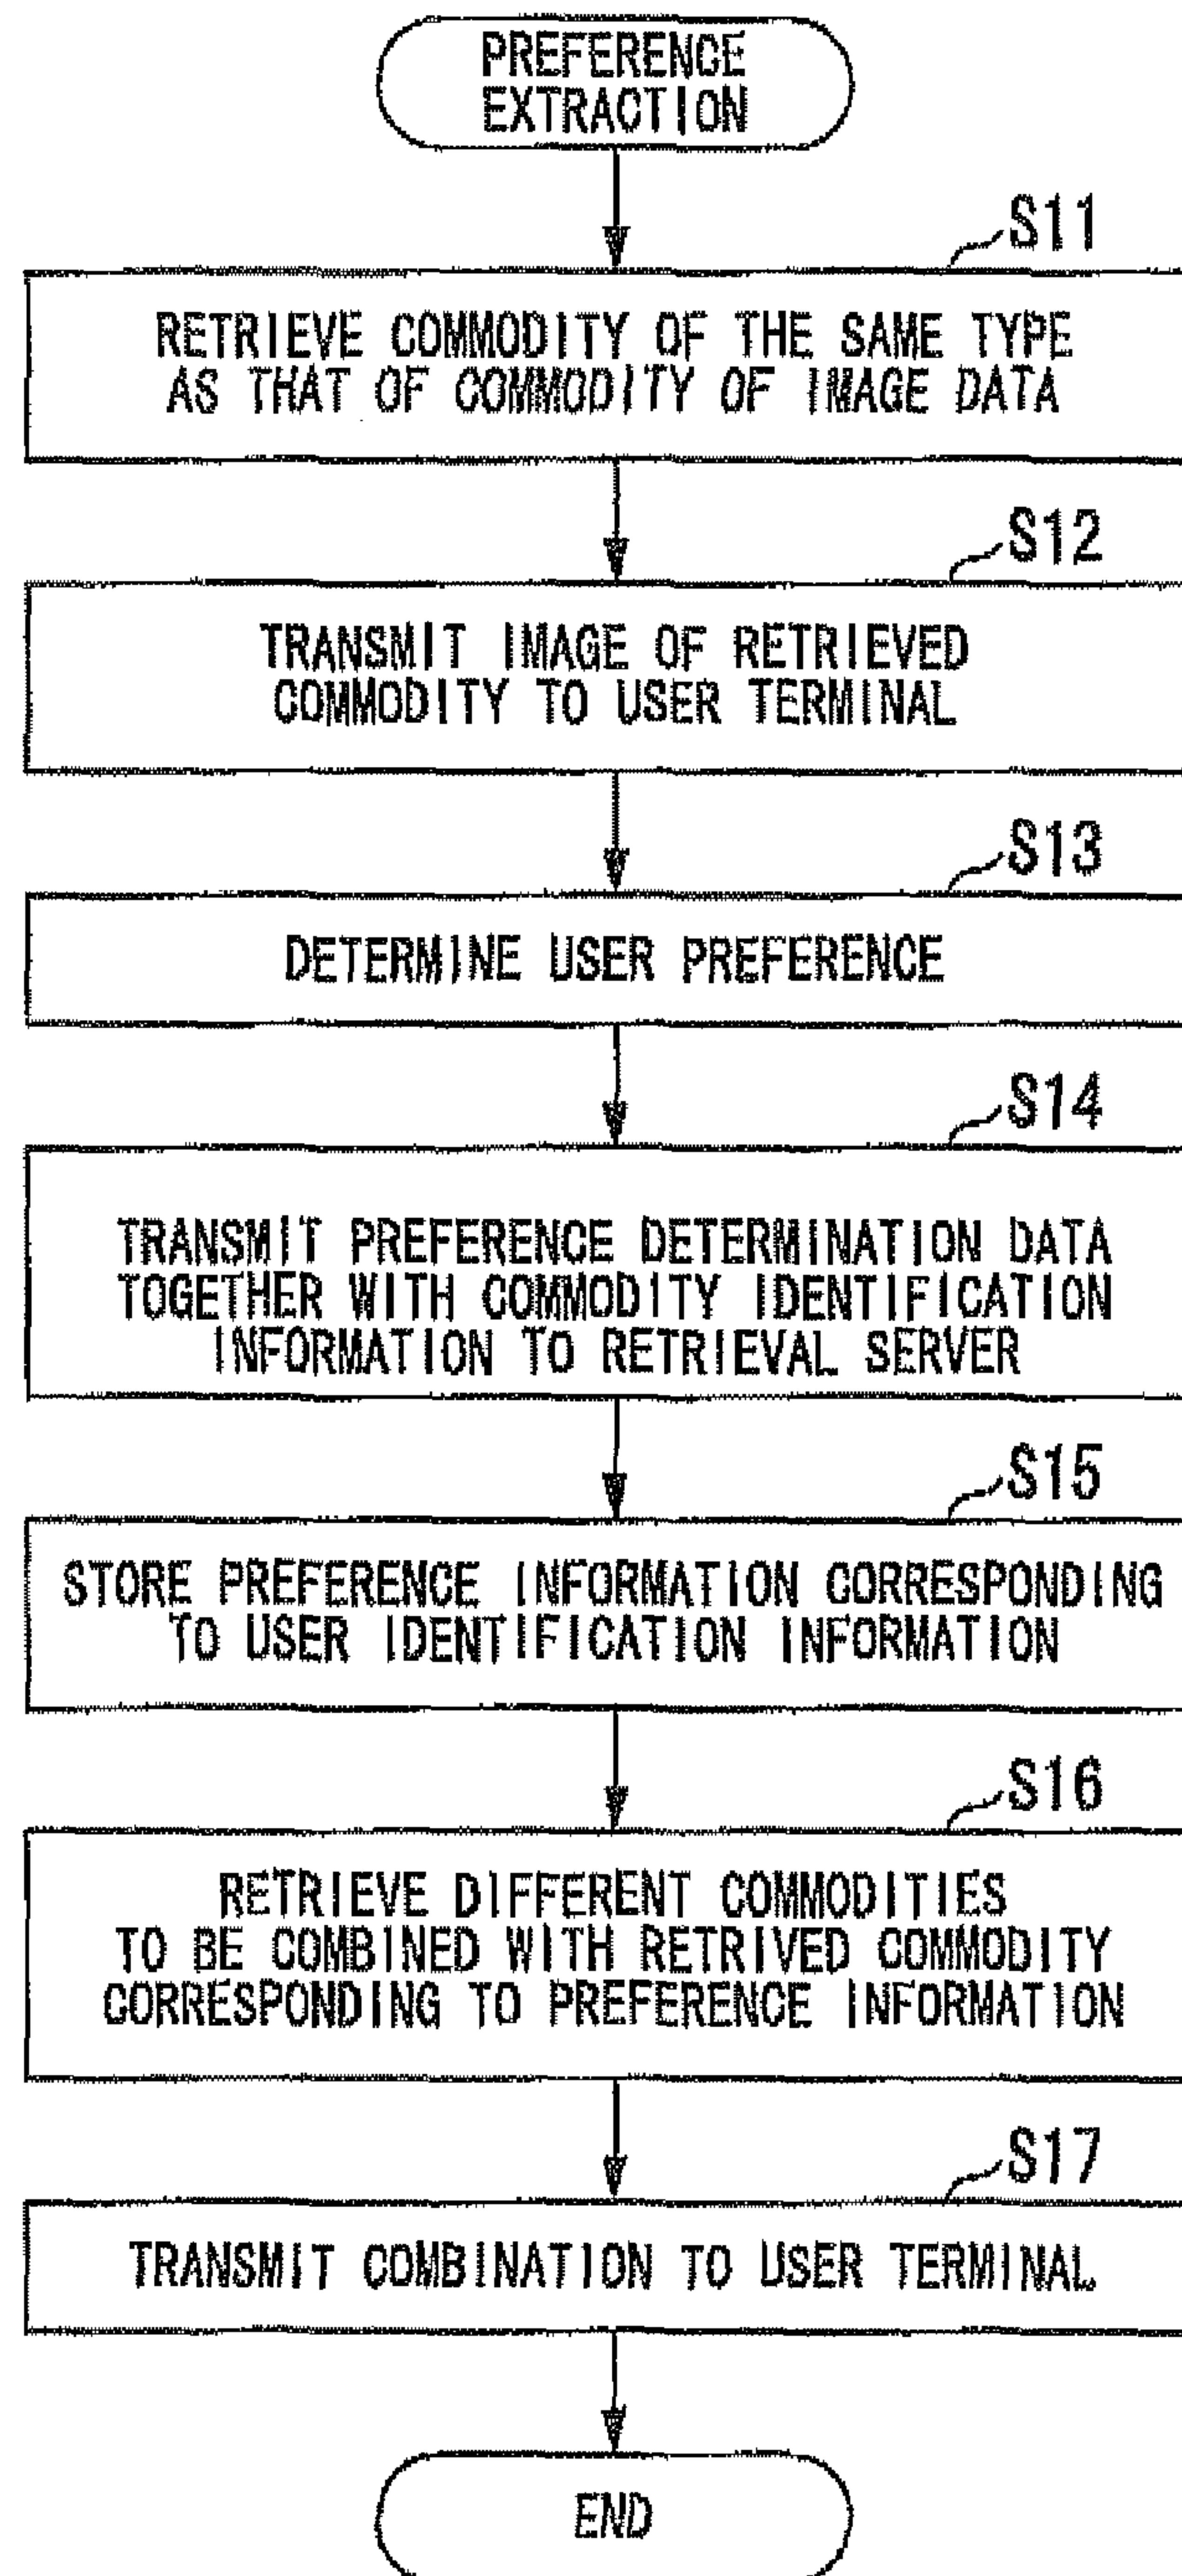 PREFERENCE
EXTRACTION
S11
RETRIEVE COMMODITY OF THE SAME TYPE
AS THAT OF COMMODITY OF IMAGE DATA
S12
TRANSMIT IMAGE OF RETRIEVED
COMMODITY TO USER TERMINAL
S13
DETERMINE USER PREFERENCE
S14
TRANSMIT PREFERENCE DETERMINATION DATA
TOGETHER WITH COMMODITY IDENTIFICATION
INFORMATION TO RETRIEVAL SERVER
S15
STORE PREFERENCE INFORMATION CORRESPONDING
TO USER IDENTIFICATION INFORMATION
S16
RETRIEVE DIFFERENT COMMODITIES
TO BE COMBINED WITH RETRIVED COMMODITY
CORRESPONDING TO PREFERENCE INFORMATION
S17
TRANSMIT COMBINATION TO USER TERMINAL
END